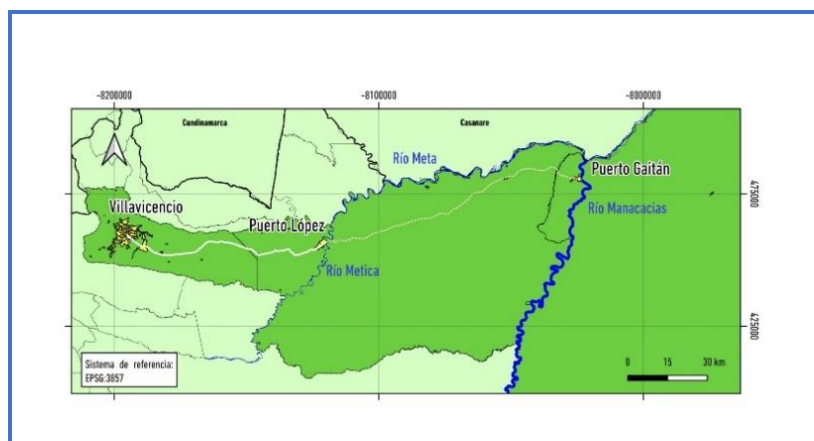 -8200000
-8100000
-8000000
Cundinamarca
Casanare
Río Meta
Puerto Gaitán
475000
Villavicencio
Puerto López
Río Manacacias
Río Metica
425000
Sistema de referencia:
EPSG:3857
0 15 30 km